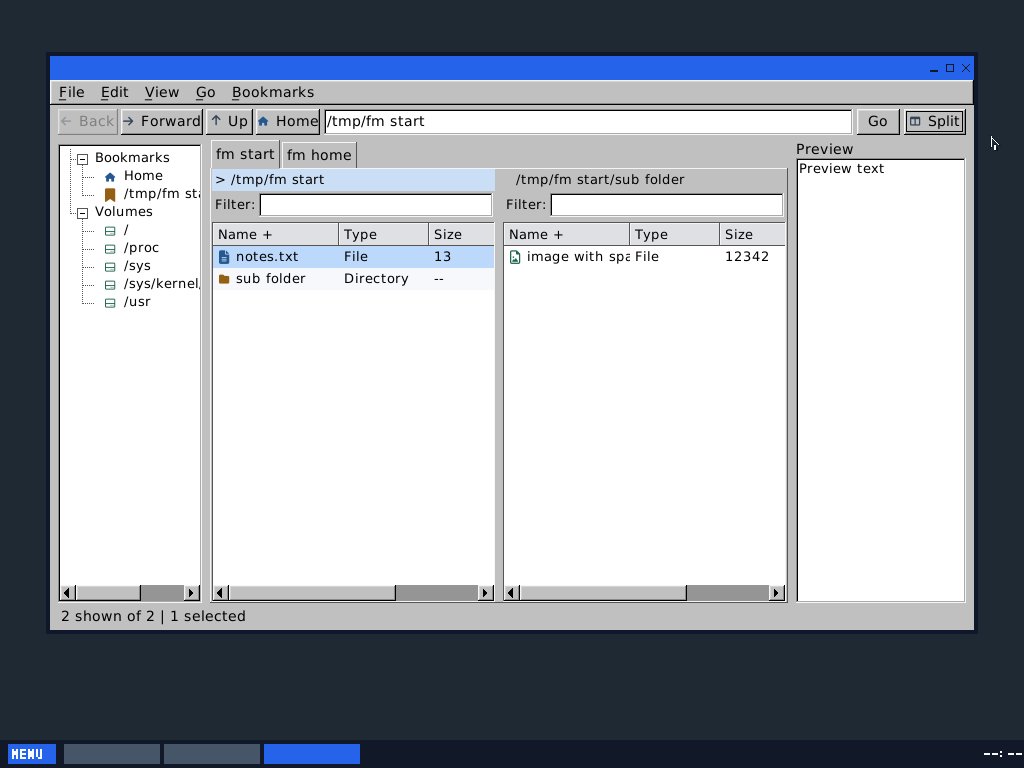 File Edit View Go Bookmarks
Back Forward Up Home /tmp/fm start Go Split
Bookmarks
Home
/tmp/fm sta
Volumes
/
/proc
/sys
/sys/kernel/
/usr
fm start fm home
> /tmp/fm start
Filter:
Name + Type Size
notes.txt File 13
sub folder Directory --
/tmp/fm start/sub folder
Filter:
Name + Type Size
image with spa File 12342
Preview
Preview text
2 shown of 2 | 1 selected
MENU --:--